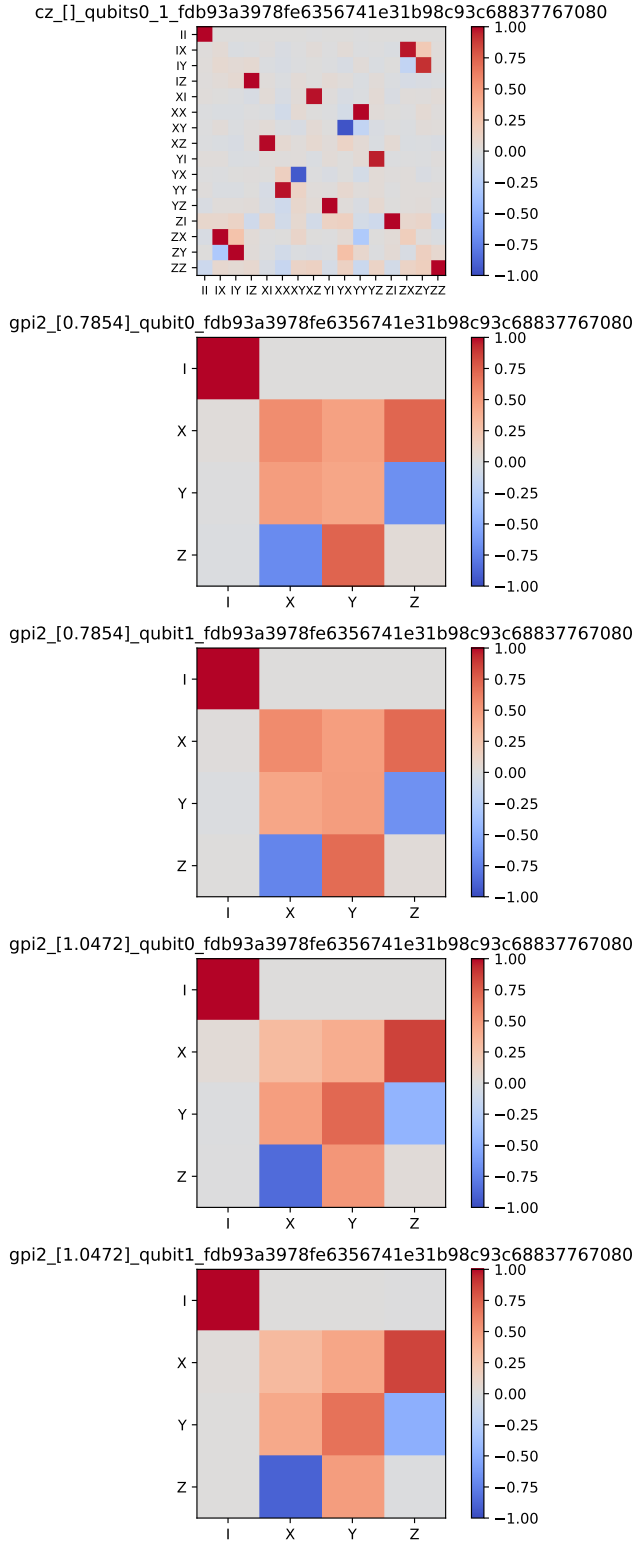 cz_[]_qubits0_1_fdb93a3978fe6356741e31b98c93c68837767080
II
IX
IY
IZ
XI
XX
XY
XZ
YI
YX
YY
YZ
ZI
ZX
ZY
ZZ
II IX IY IZ XI XX XY XZ YI YX YY YZ ZI ZX ZY ZZ
1.00
0.75
0.50
0.25
0.00
−0.25
−0.50
−0.75
−1.00
gpi2_[0.7854]_qubit0_fdb93a3978fe6356741e31b98c93c68837767080
I
X
Y
Z
I X Y Z
1.00
0.75
0.50
0.25
0.00
−0.25
−0.50
−0.75
−1.00
gpi2_[0.7854]_qubit1_fdb93a3978fe6356741e31b98c93c68837767080
I
X
Y
Z
I X Y Z
1.00
0.75
0.50
0.25
0.00
−0.25
−0.50
−0.75
−1.00
gpi2_[1.0472]_qubit0_fdb93a3978fe6356741e31b98c93c68837767080
I
X
Y
Z
I X Y Z
1.00
0.75
0.50
0.25
0.00
−0.25
−0.50
−0.75
−1.00
gpi2_[1.0472]_qubit1_fdb93a3978fe6356741e31b98c93c68837767080
I
X
Y
Z
I X Y Z
1.00
0.75
0.50
0.25
0.00
−0.25
−0.50
−0.75
−1.00